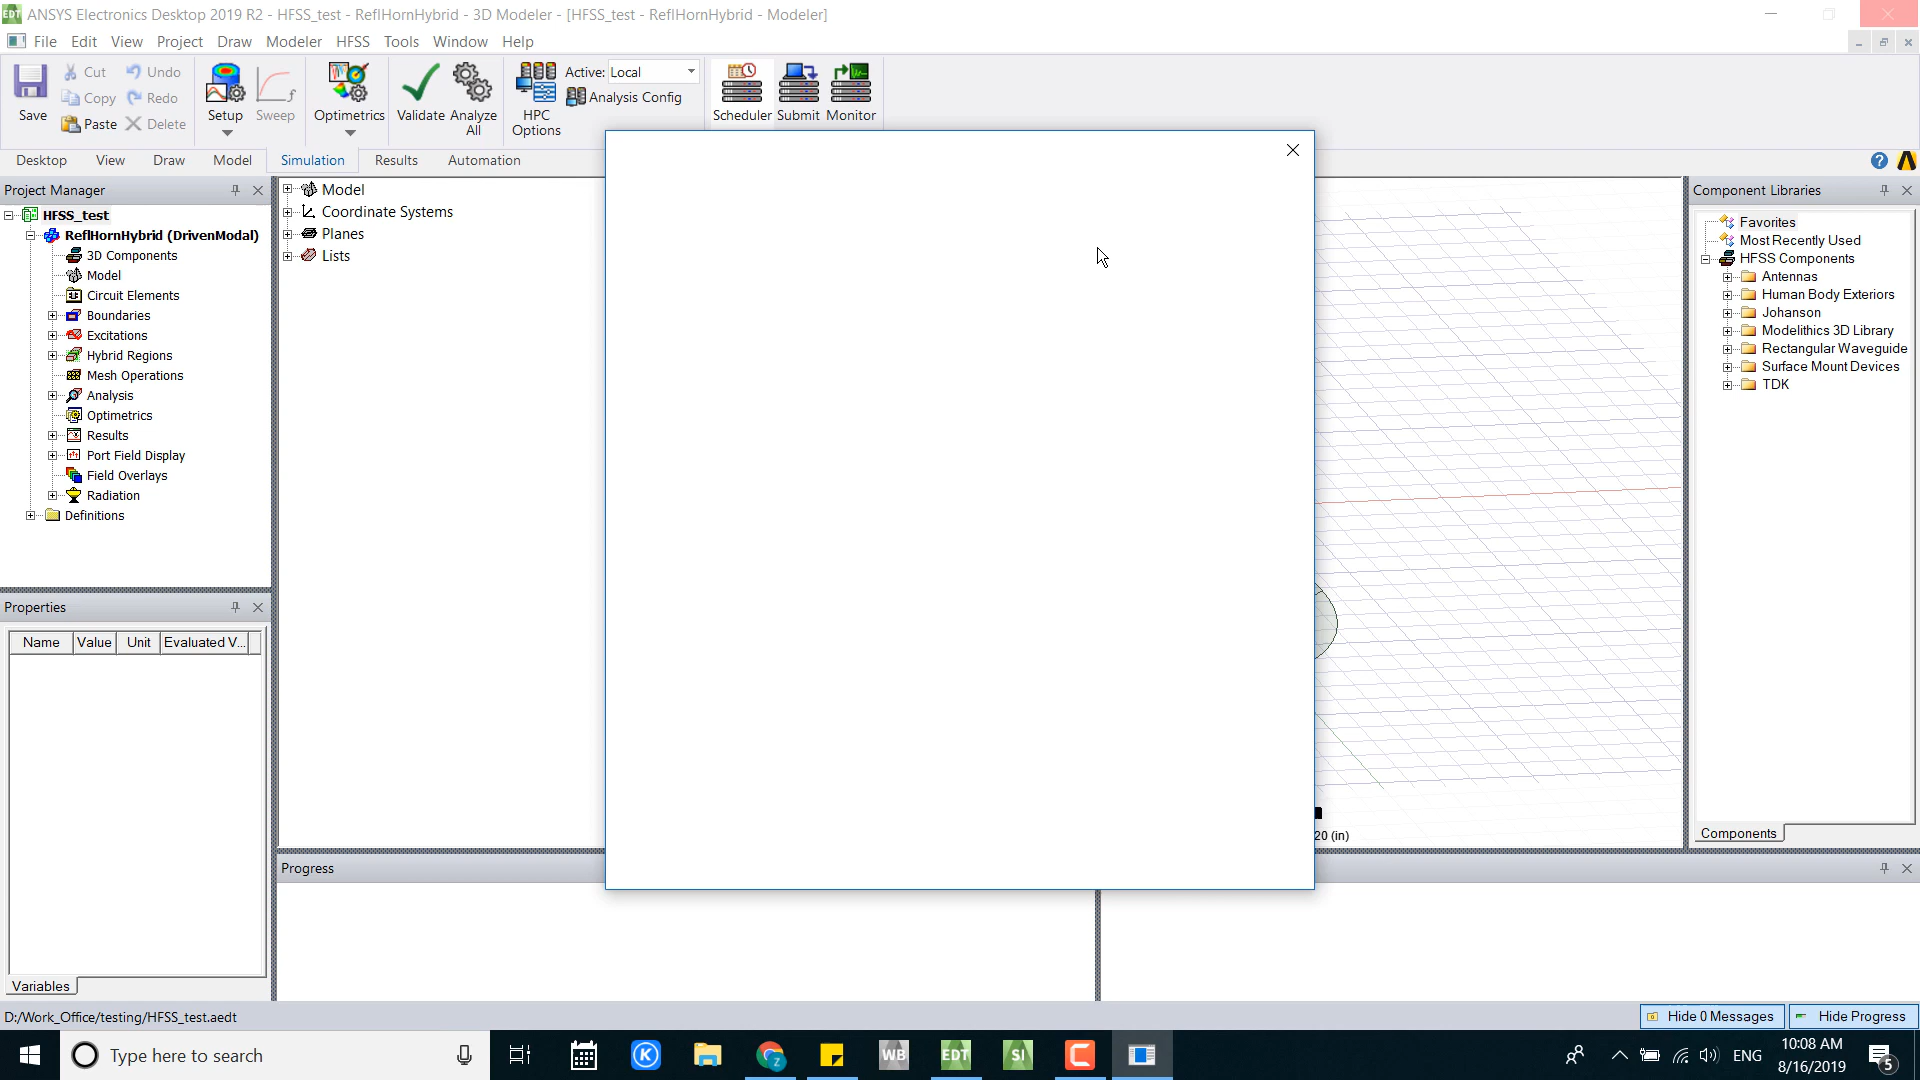 EDT ANSYS Electronics Desktop 2019 R2 - HFSS_test - ReflHornHybrid - 3D Modeler - [HFSS_test - ReflHornHybrid - Modeler]
File Edit View Project Draw Modeler HFSS Tools Window Help
Save
Cut
Copy
Paste
Undo
Redo
Delete
Setup
Sweep
Optimetrics
Validate
Analyze
All
HPC
Options
Active: Local
Analysis Config
Scheduler
Submit
Monitor
Desktop View Draw Model Simulation Results Automation
Project Manager
HFSS_test
ReflHornHybrid (DrivenModal)
3D Components
Model
Circuit Elements
Boundaries
Excitations
Hybrid Regions
Mesh Operations
Analysis
Optimetrics
Results
Port Field Display
Field Overlays
Radiation
Definitions
Properties
Name Value Unit Evaluated V...
Variables
Model
Coordinate Systems
Planes
Lists
20 (in)
Component Libraries
Favorites
Most Recently Used
HFSS Components
Antennas
Human Body Exteriors
Johanson
Modelithics 3D Library
Rectangular Waveguide
Surface Mount Devices
TDK
Components
Progress
D:/Work_Office/testing/HFSS_test.aedt
Hide 0 Messages
Hide Progress
Type here to search
K
Z
WB
EDT
SI
C
ENG
10:08 AM
8/16/2019
5